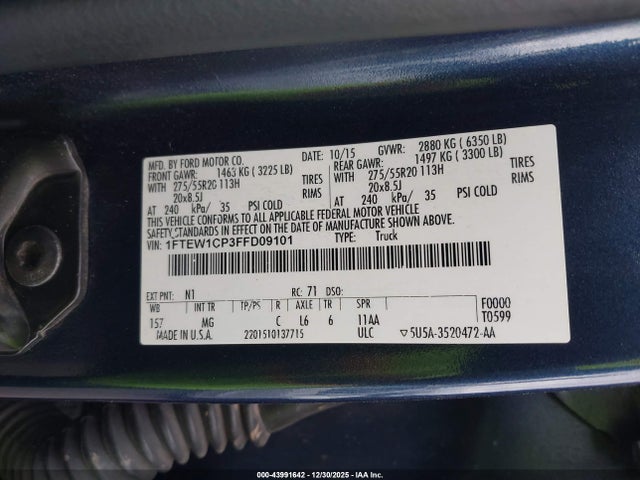 MFD. BY FORD MOTOR CO.
DATE: 10/15 GVWR: 2880 KG ( 6350 LB)
FRONT GAWR: 1463 KG ( 3225 LB) REAR GAWR: 1497 KG ( 3300 LB)
WITH 275/55R20 113H TIRES WITH 275/55R20 113H TIRES
20x8.5J RIMS 20x8.5J RIMS
AT 240 kPa/ 35 PSI COLD AT 240 kPa/ 35 PSI COLD
THIS VEHICLE CONFORMS TO ALL APPLICABLE FEDERAL MOTOR VEHICLE
SAFETY STANDARDS IN EFFECT ON THE DATE OF MANUFACTURE SHOWN ABOVE.
VIN: 1FTEW1CP3FFD09101 TYPE: Truck
EXT PNT: N1 RC: 71 DSO: F0000
WB INT TR TP/PS R AXLE TR SPR T0599
157 MG C L6 6 11AA
MADE IN U.S.A. 2201510137715 ULC ▽5U5A-3520472-AA
000-43991642 - 12/30/2025 - IAA Inc.